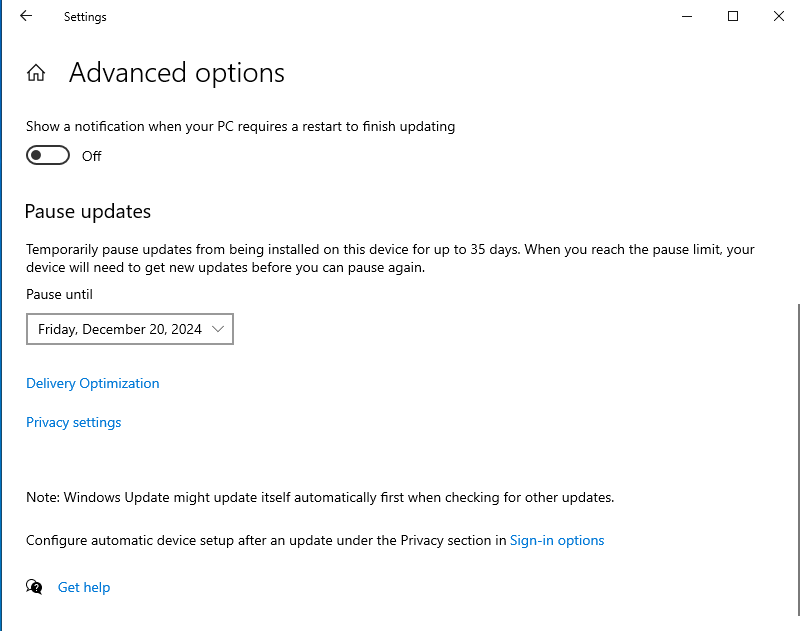 Settings
Advanced options
Show a notification when your PC requires a restart to finish updating
Off
Pause updates
Temporarily pause updates from being installed on this device for up to 35 days. When you reach the pause limit, your
device will need to get new updates before you can pause again.
Pause until
Friday, December 20, 2024
Delivery Optimization
Privacy settings
Note: Windows Update might update itself automatically first when checking for other updates.
Configure automatic device setup after an update under the Privacy section in Sign-in options
Get help